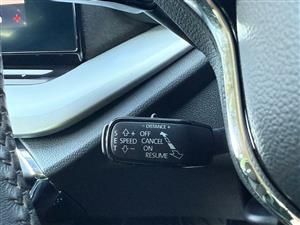 - DISTANCE +
S + OFF
E SPEED CANCEL
T - ON
RESUME